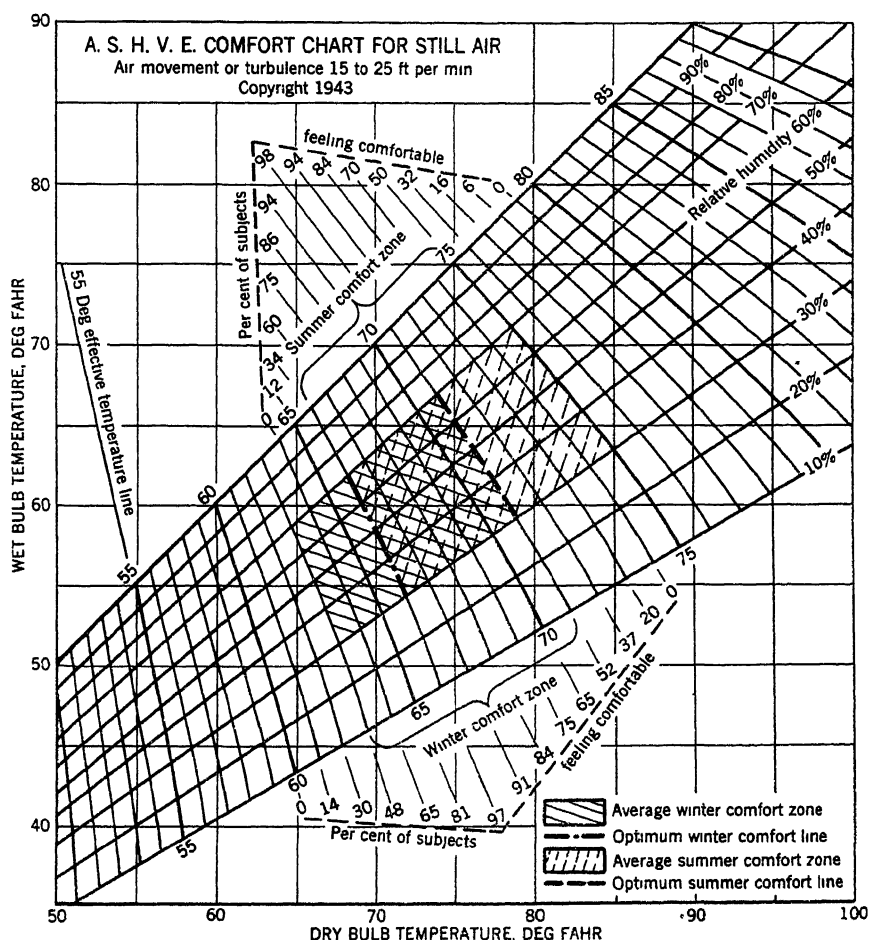 A. S. H. V. E. COMFORT CHART FOR STILL AIR
Air movement or turbulence 15 to 25 ft per min
Copyright 1943
WET BULB TEMPERATURE, DEG FAHR
90
80
70
60
50
40
feeling comfortable
98 94 84 70 50 32 16 6 0
Per cent of subjects
94
86
75
60
34
12
0
Summer comfort zone
55 Deg effective temperature line
55
60
65
70
75
80
85
90%
80%
70%
60%
50%
40%
30%
20%
10%
Relative humidity
55
60
65
70
75
Winter comfort zone
0 14 30 48 65 81 97
Per cent of subjects
91 84 75 65 52 37 20 0
feeling comfortable
Average winter comfort zone
Optimum winter comfort line
Average summer comfort zone
Optimum summer comfort line
50 60 70 80 90 100
DRY BULB TEMPERATURE, DEG FAHR